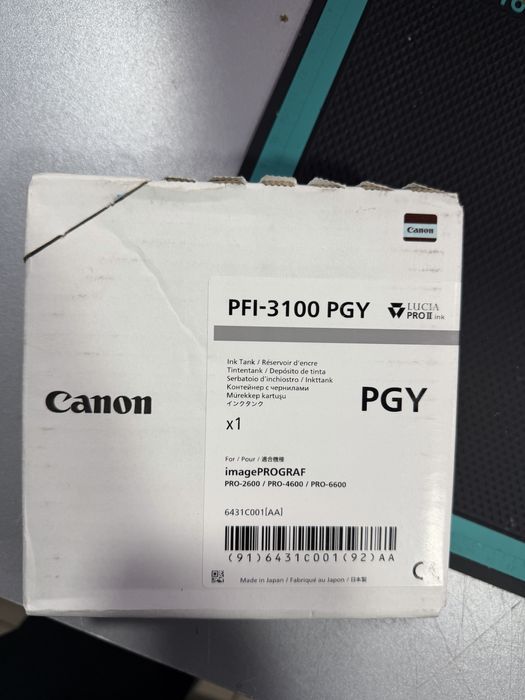 Canon
PFI-3100 PGY
LUCIA
PRO II ink
Ink Tank / Réservoir d'encre
Tintentank / Depósito de tinta
Serbatoio d'inchiostro / Inkttank
Контейнер с чернилами
Mürekkep kartuşu
インクタンク
PGY
Canon
x1
For / Pour / 適合機種
imagePROGRAF
PRO-2600 / PRO-4600 / PRO-6600
6431C001[AA]
(91)6431C001(92)AA
Made in Japan / Fabriqué au Japon / 日本製